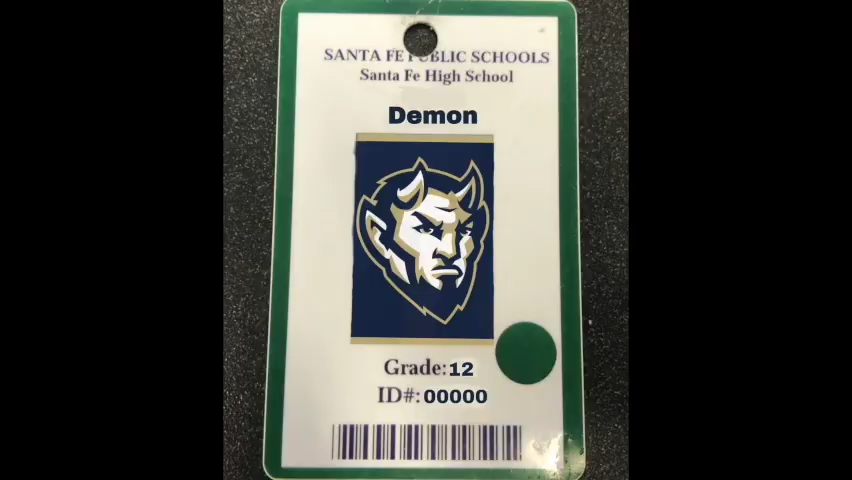 SANTA FE PUBLIC SCHOOLS
Santa Fe High School
Demon
Grade: 12
ID#: 00000